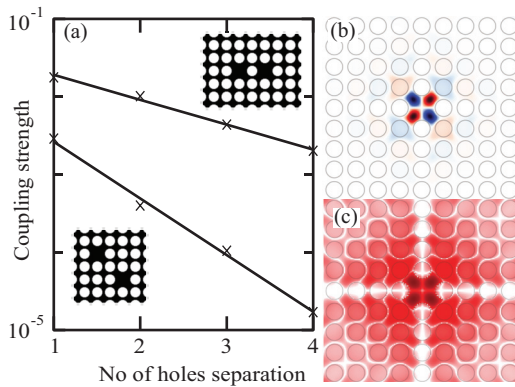 10⁻¹
(a)
Coupling strength
10⁻⁵
1
2
3
4
No of holes separation
(b)
(c)